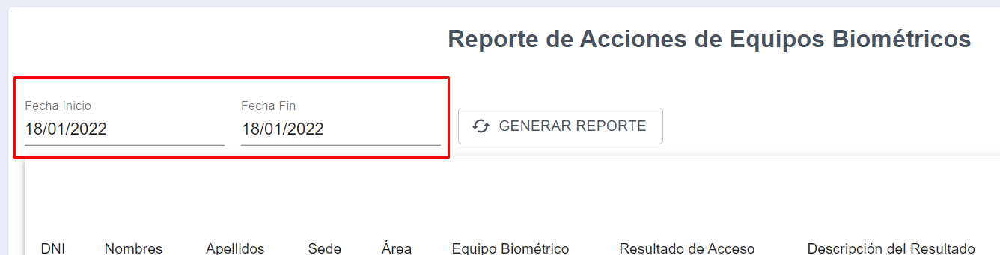 Reporte de Acciones de Equipos Biométricos
Fecha Inicio Fecha Fin
18/01/2022 18/01/2022 GENERAR REPORTE
DNI Nombres Apellidos Sede Área Equipo Biométrico Resultado de Acceso Descripción del Resultado